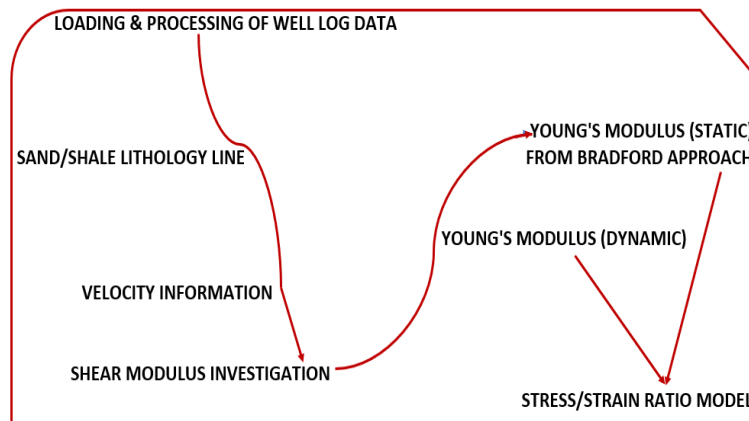 LOADING & PROCESSING OF WELL LOG DATA
SAND/SHALE LITHOLOGY LINE
VELOCITY INFORMATION
SHEAR MODULUS INVESTIGATION
YOUNG'S MODULUS (STATIC)
FROM BRADFORD APPROACH
YOUNG'S MODULUS (DYNAMIC)
STRESS/STRAIN RATIO MODEL